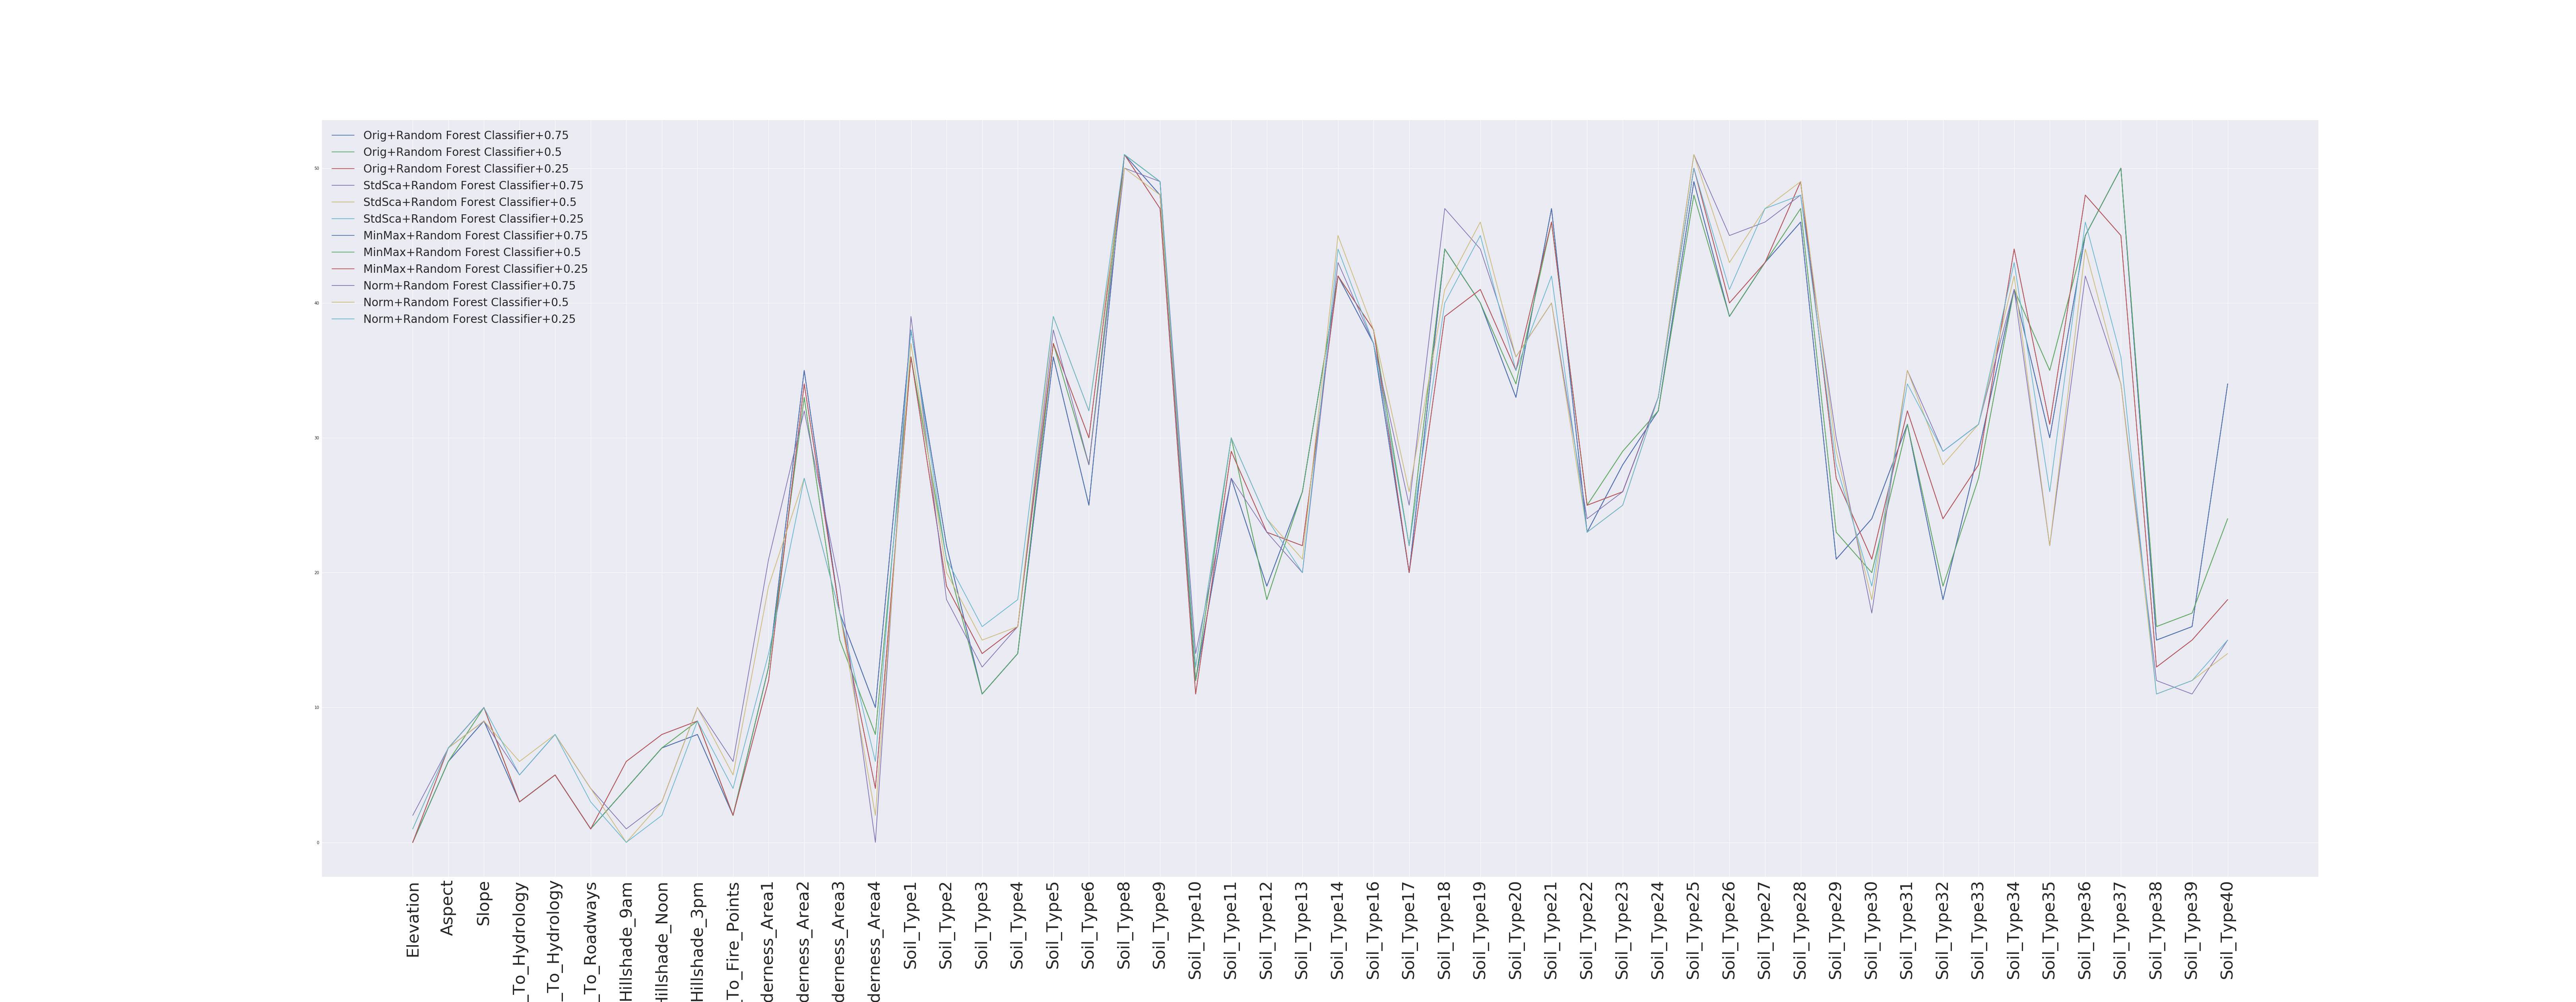 Orig+Random Forest Classifier+0.75
Orig+Random Forest Classifier+0.5
Orig+Random Forest Classifier+0.25
StdSca+Random Forest Classifier+0.75
StdSca+Random Forest Classifier+0.5
StdSca+Random Forest Classifier+0.25
MinMax+Random Forest Classifier+0.75
MinMax+Random Forest Classifier+0.5
MinMax+Random Forest Classifier+0.25
Norm+Random Forest Classifier+0.75
Norm+Random Forest Classifier+0.5
Norm+Random Forest Classifier+0.25
50
40
30
20
10
0
Elevation
Aspect
Slope
_To_Hydrology
_To_Hydrology
_To_Roadways
Hillshade_9am
Hillshade_Noon
Hillshade_3pm
_To_Fire_Points
derness_Area1
derness_Area2
derness_Area3
derness_Area4
Soil_Type1
Soil_Type2
Soil_Type3
Soil_Type4
Soil_Type5
Soil_Type6
Soil_Type8
Soil_Type9
Soil_Type10
Soil_Type11
Soil_Type12
Soil_Type13
Soil_Type14
Soil_Type16
Soil_Type17
Soil_Type18
Soil_Type19
Soil_Type20
Soil_Type21
Soil_Type22
Soil_Type23
Soil_Type24
Soil_Type25
Soil_Type26
Soil_Type27
Soil_Type28
Soil_Type29
Soil_Type30
Soil_Type31
Soil_Type32
Soil_Type33
Soil_Type34
Soil_Type35
Soil_Type36
Soil_Type37
Soil_Type38
Soil_Type39
Soil_Type40